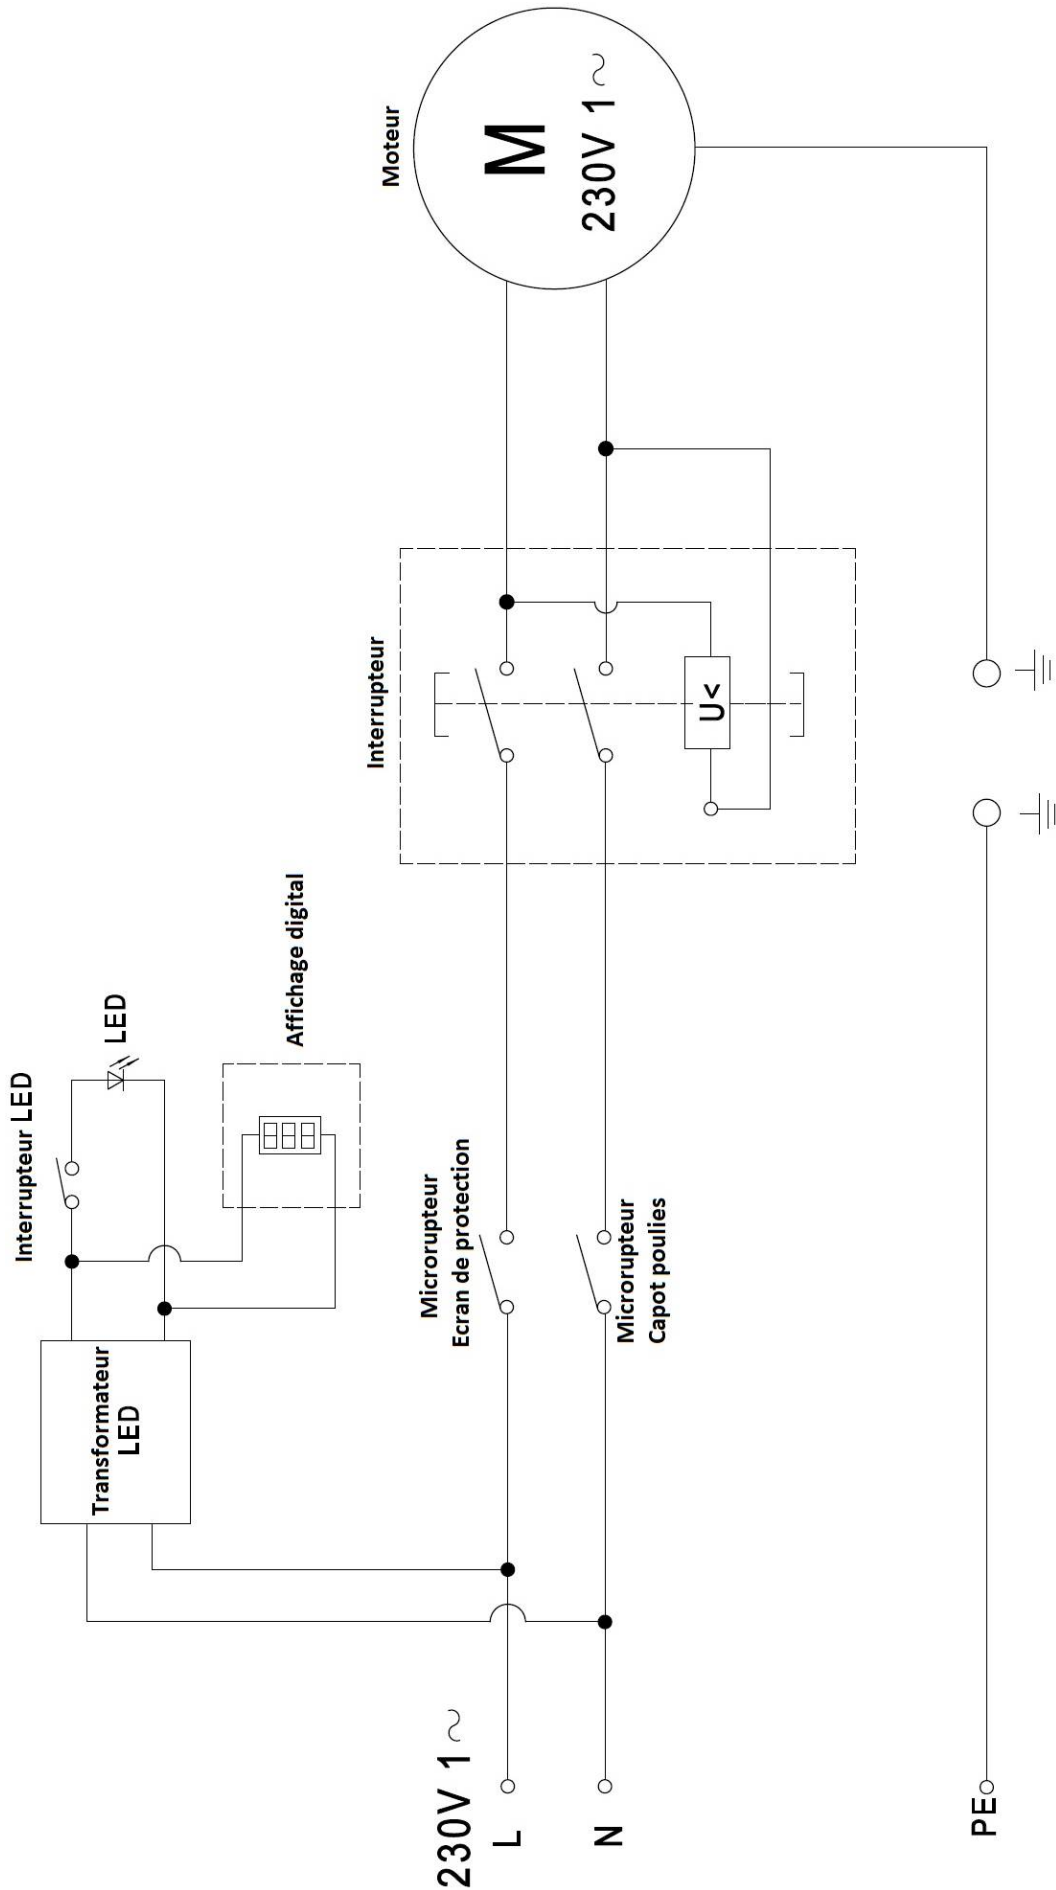 Interrupteur LED
LED
Transformateur
LED
Affichage digital
Moteur
M
230V 1~
Interrupteur
U<
Microrupteur
Ecran de protection
Microrupteur
Capot poulies
230V 1~
L
N
PE